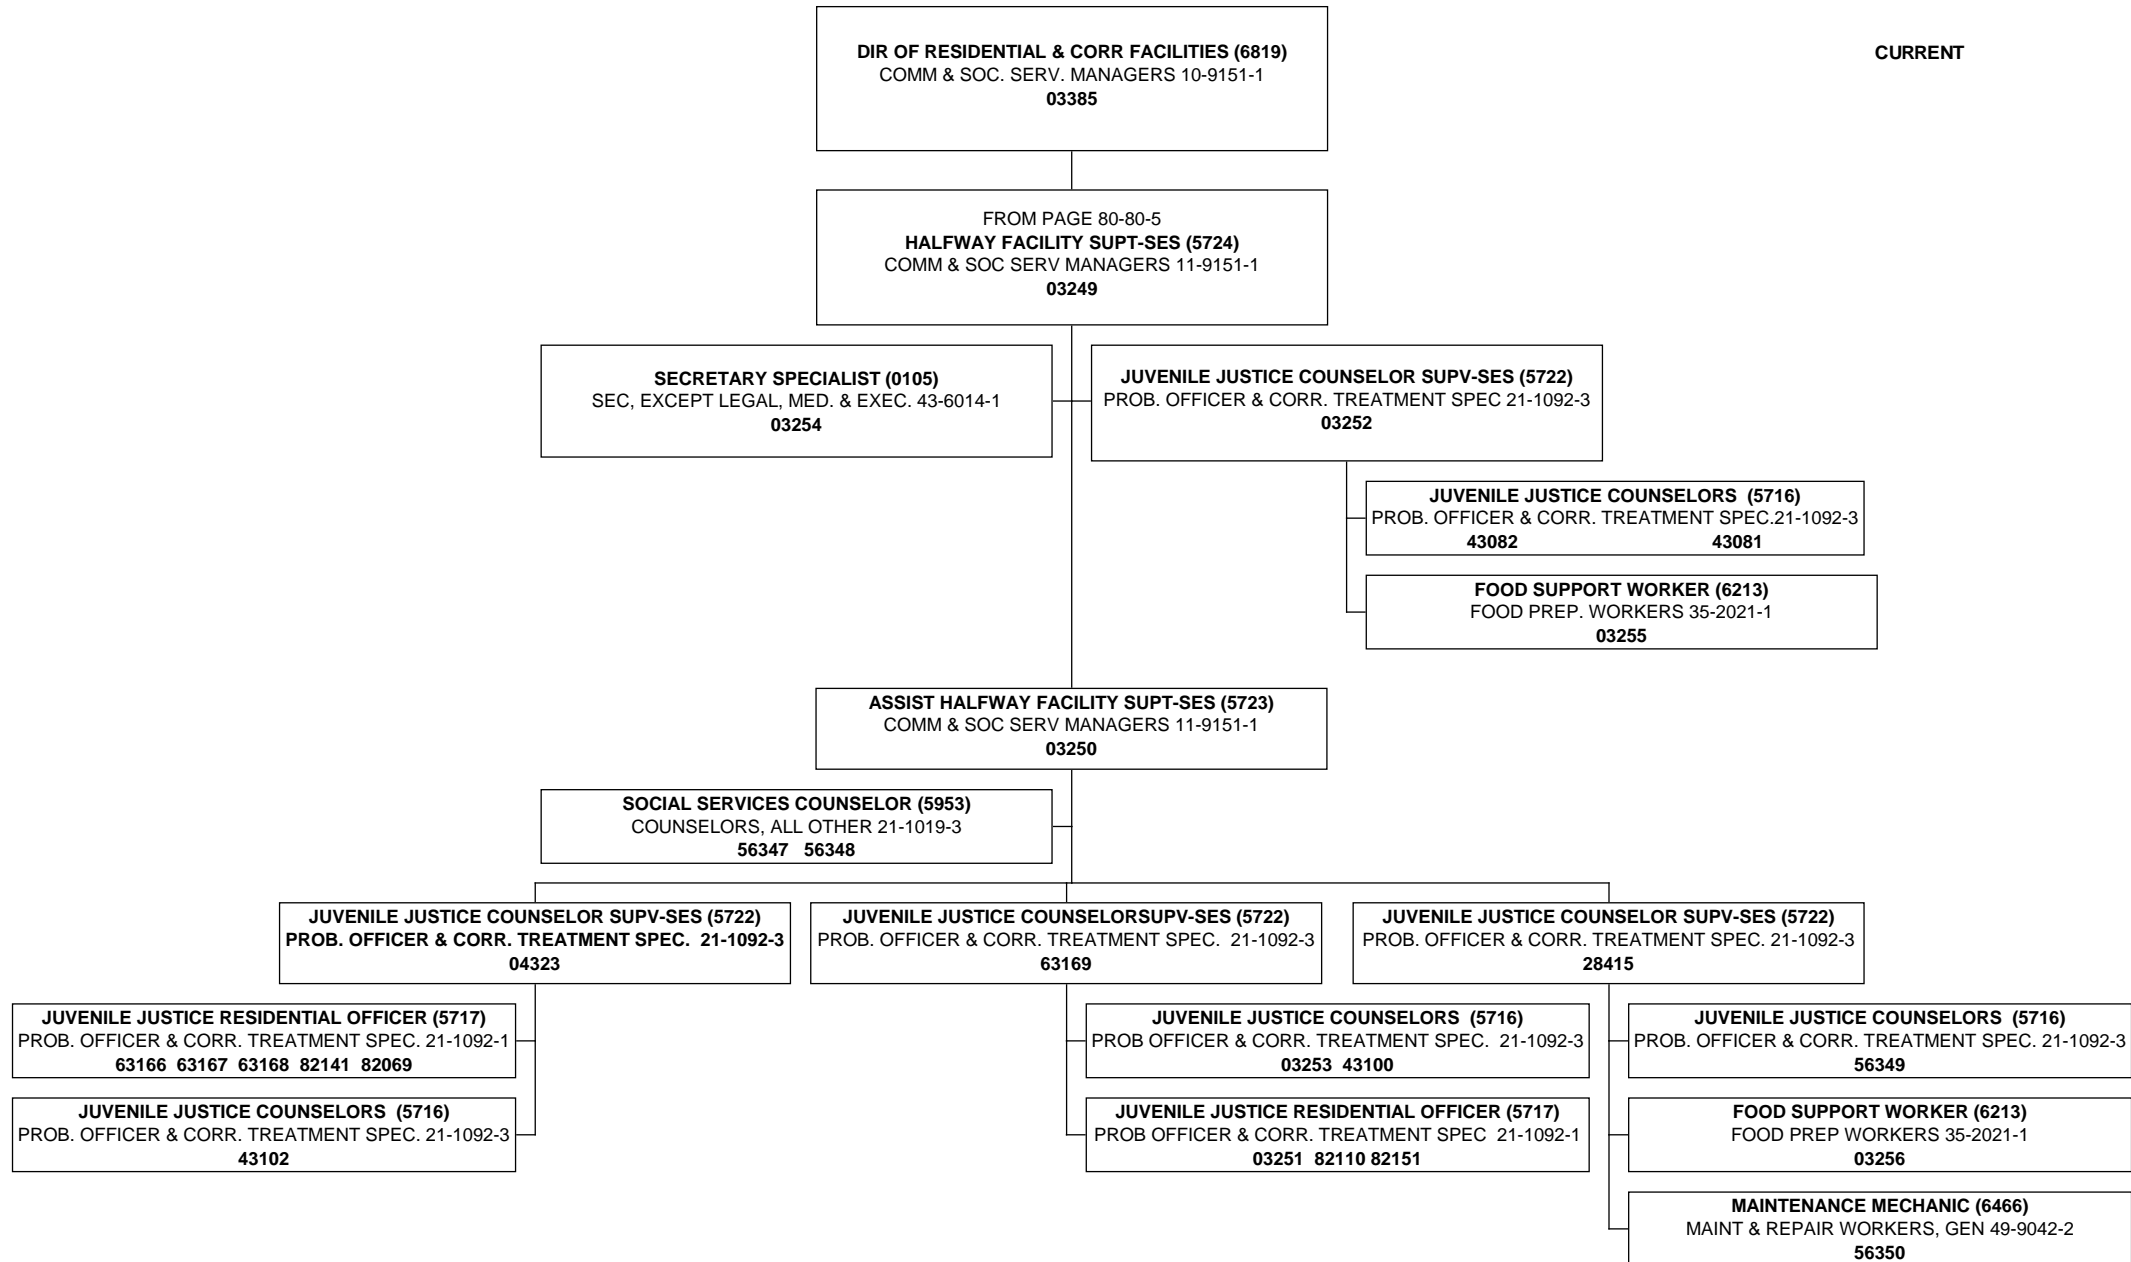 DIR OF RESIDENTIAL & CORR FACILITIES (6819)
COMM & SOC. SERV. MANAGERS 10-9151-1
03385
CURRENT
FROM PAGE 80-80-5
HALFWAY FACILITY SUPT-SES (5724)
COMM & SOC SERV MANAGERS 11-9151-1
03249
SECRETARY SPECIALIST (0105)
SEC, EXCEPT LEGAL, MED. & EXEC. 43-6014-1
03254
JUVENILE JUSTICE COUNSELOR SUPV-SES (5722)
PROB. OFFICER & CORR. TREATMENT SPEC 21-1092-3
03252
JUVENILE JUSTICE COUNSELORS (5716)
PROB. OFFICER & CORR. TREATMENT SPEC.21-1092-3
43082 43081
FOOD SUPPORT WORKER (6213)
FOOD PREP. WORKERS 35-2021-1
03255
ASSIST HALFWAY FACILITY SUPT-SES (5723)
COMM & SOC SERV MANAGERS 11-9151-1
03250
SOCIAL SERVICES COUNSELOR (5953)
COUNSELORS, ALL OTHER 21-1019-3
56347 56348
JUVENILE JUSTICE COUNSELOR SUPV-SES (5722)
PROB. OFFICER & CORR. TREATMENT SPEC. 21-1092-3
04323
JUVENILE JUSTICE COUNSELORSUPV-SES (5722)
PROB. OFFICER & CORR. TREATMENT SPEC. 21-1092-3
63169
JUVENILE JUSTICE COUNSELOR SUPV-SES (5722)
PROB. OFFICER & CORR. TREATMENT SPEC. 21-1092-3
28415
JUVENILE JUSTICE RESIDENTIAL OFFICER (5717)
PROB. OFFICER & CORR. TREATMENT SPEC. 21-1092-1
63166 63167 63168 82141 82069
JUVENILE JUSTICE COUNSELORS (5716)
PROB. OFFICER & CORR. TREATMENT SPEC. 21-1092-3
43102
JUVENILE JUSTICE COUNSELORS (5716)
PROB OFFICER & CORR. TREATMENT SPEC. 21-1092-3
03253 43100
JUVENILE JUSTICE RESIDENTIAL OFFICER (5717)
PROB OFFICER & CORR. TREATMENT SPEC 21-1092-1
03251 82110 82151
JUVENILE JUSTICE COUNSELORS (5716)
PROB. OFFICER & CORR. TREATMENT SPEC. 21-1092-3
56349
FOOD SUPPORT WORKER (6213)
FOOD PREP WORKERS 35-2021-1
03256
MAINTENANCE MECHANIC (6466)
MAINT & REPAIR WORKERS, GEN 49-9042-2
56350